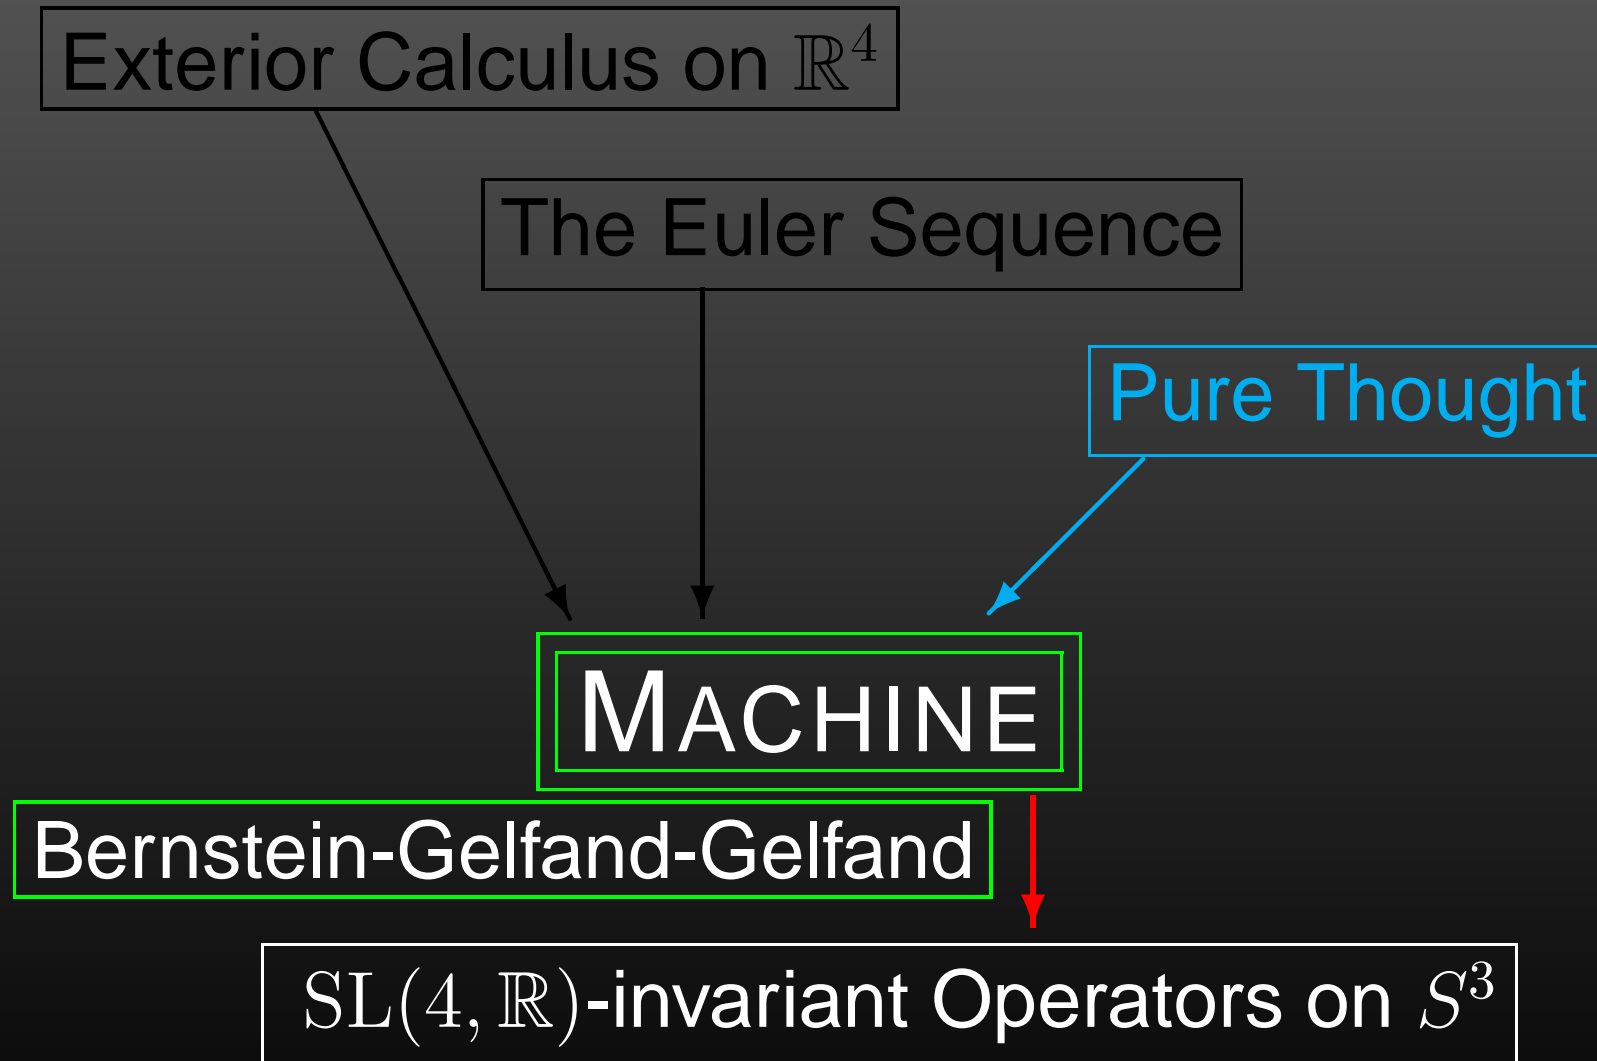 Exterior Calculus on ℝ⁴
The Euler Sequence
Pure Thought
MACHINE
Bernstein-Gelfand-Gelfand
SL(4, ℝ)-invariant Operators on S³